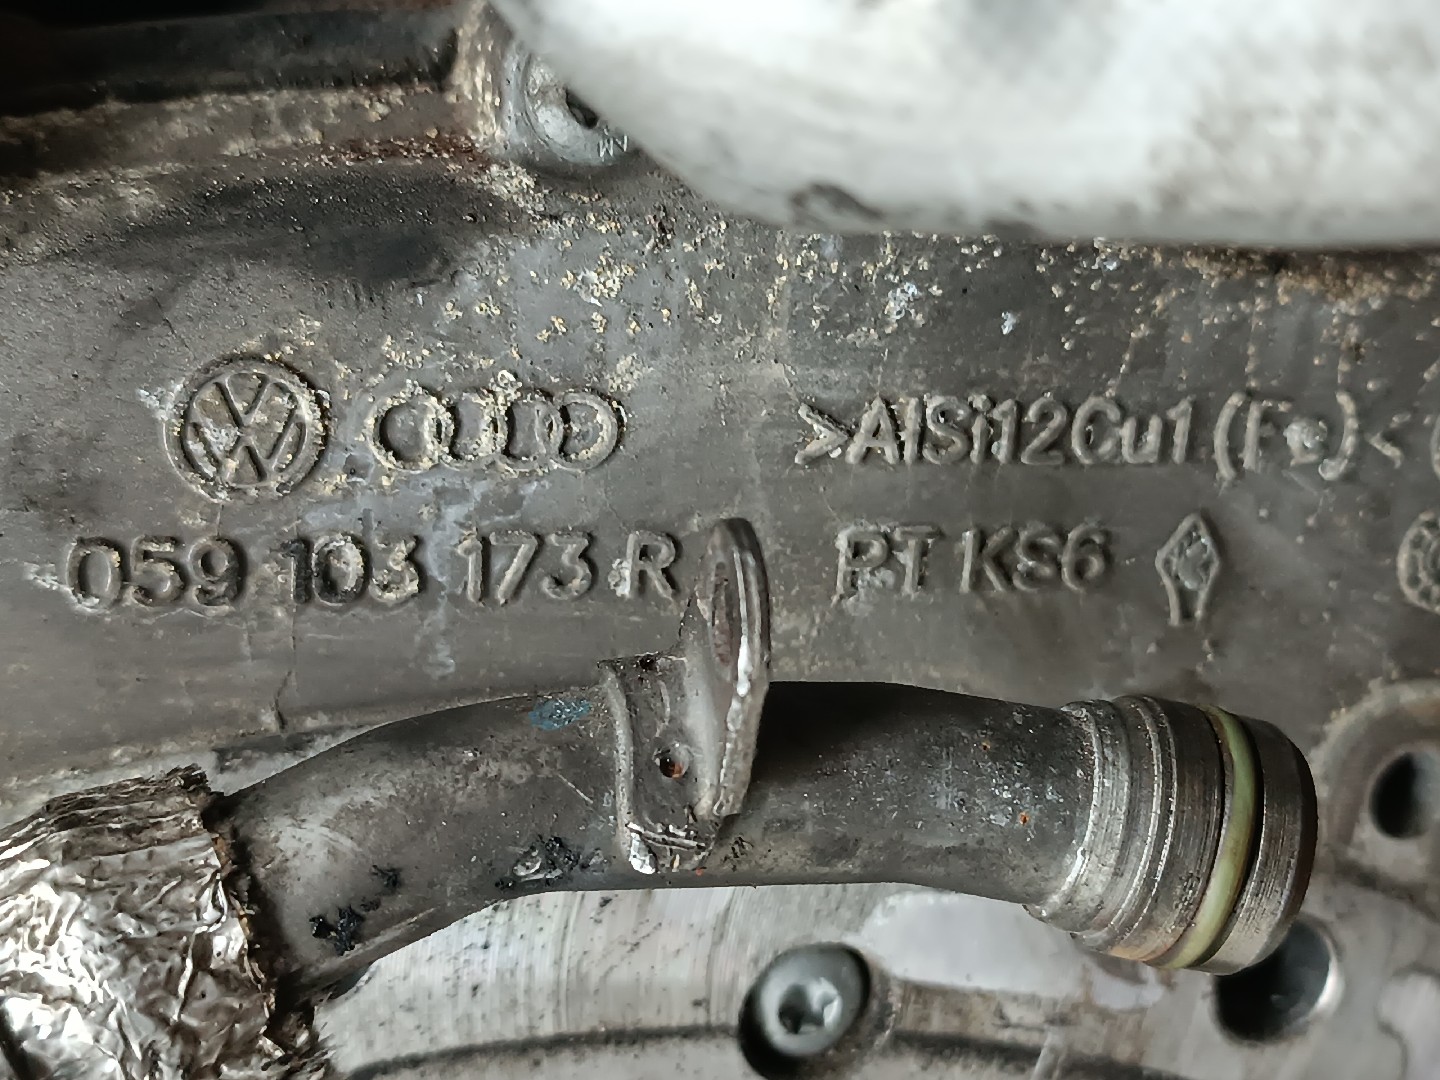 >AlSi12Cu1(Fe)<
059 103 173 R PT KS6